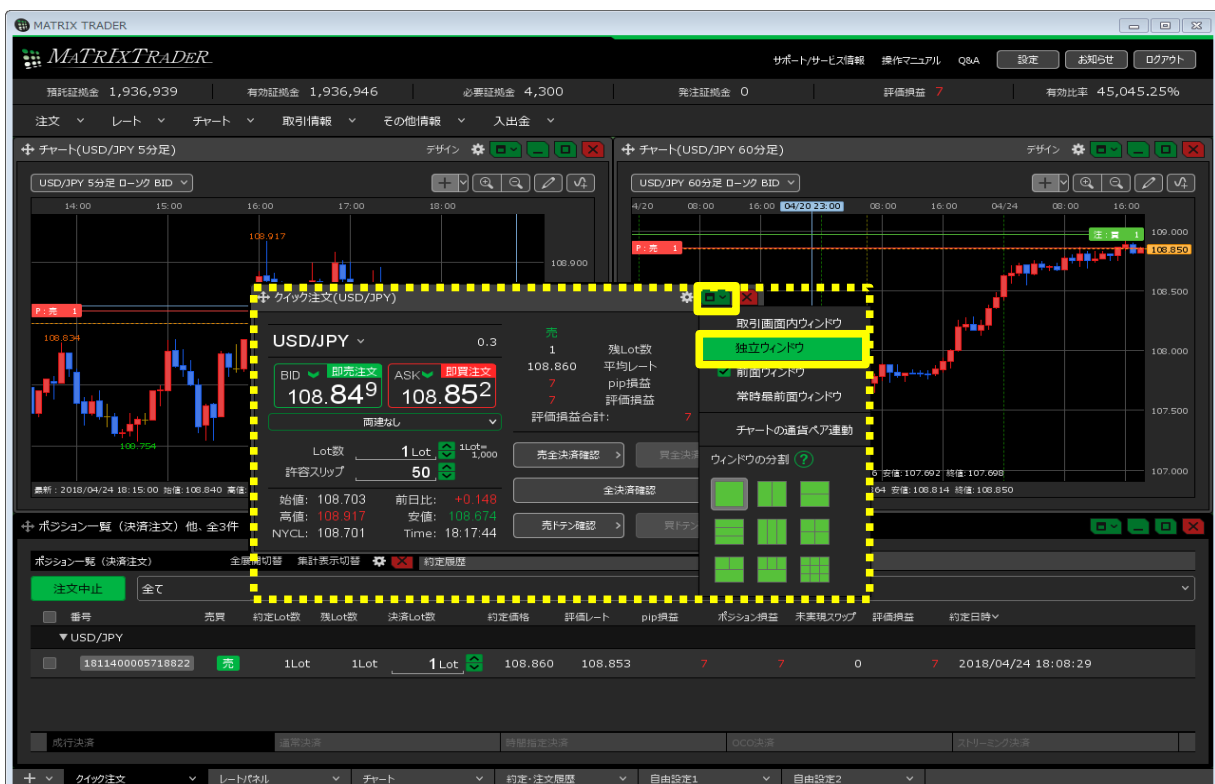 MATRIX TRADER
MATRIXTRADER
サポート/サービス情報 操作マニュアル Q&A 設定 お知らせ ログアウト
預託証拠金 1,936,939 有効証拠金 1,936,946 必要証拠金 4,300 発注証拠金 0 評価損益 7 有効比率 45,045.25%
注文 レート チャート 取引情報 その他情報 入出金
チャート(USD/JPY 5分足) デザイン
チャート(USD/JPY 60分足) デザイン
USD/JPY 5分足 ローソク BID
USD/JPY 60分足 ローソク BID
14:00 15:00 16:00 17:00 18:00
4/20 08:00 16:00 04/20 23:00 08:00 16:00 04/24 08:00 16:00
108.917
108.900
P:売 1
108.834
108.754
P:売 1
注:買 1
109.000
108.850
108.500
108.000
107.500
107.000
クイック注文(USD/JPY)
USD/JPY 0.3
BID 即売注文 ASK 即買注文
108.849 108.852
両建なし
Lot数 1 Lot 1Lot=1,000
許容スリップ 50
始値: 108.703 前日比: +0.148
高値: 108.917 安値: 108.674
NYCL: 108.701 Time: 18:17:44
売
1 残Lot数
108.860 平均レート
7 pip損益
7 評価損益
評価損益合計: 7
売全決済確認 買全決済
全決済確認
売ドテン確認 買ドテン
取引画面内ウィンドウ
独立ウィンドウ
前面ウィンドウ
常時最前面ウィンドウ
チャートの通貨ペア連動
ウィンドウの分割 ?
最新:2018/04/24 18:15:00 始値:108.840 高値:
6 安値:107.692 終値:107.698
864 安値:108.814 終値:108.850
ポジション一覧（決済注文）他、全3件
ポジション一覧（決済注文） 全展開切替 集計表示切替 約定履歴
注文中止 全て
番号 売買 約定Lot数 残Lot数 決済Lot数 約定価格 評価レート pip損益 ポジション損益 未実現スワップ 評価損益 約定日時
▼USD/JPY
1811400005718822 売 1Lot 1Lot 1 Lot 108.860 108.853 7 7 0 7 2018/04/24 18:08:29
成行決済 通常決済 時間指定決済 OCO決済 ストリーミング決済
クイック注文 レートパネル チャート 約定・注文履歴 自由設定1 自由設定2